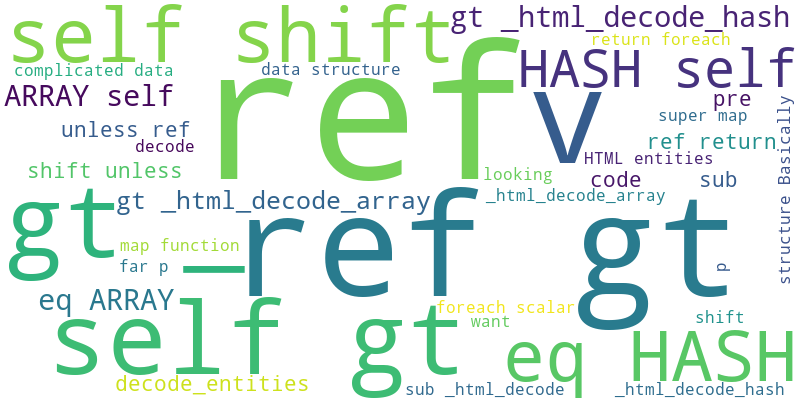 self shift
gt _html_decode_hash
return foreach
complicated data
data structure
ref
HASH self
ARRAY self
v
pre
super map
unless ref
decode
ref return
HTML entities
shift unless
looking
code
sub
structure Basically
gt
gt _html_decode_array
_ref
_html_decode_array
gt
map function
far p
_
p
eq ARRAY
foreach scalar
want
shift
self
gt
eq HASH
decode_entities
sub _html_decode
_html_decode_hash